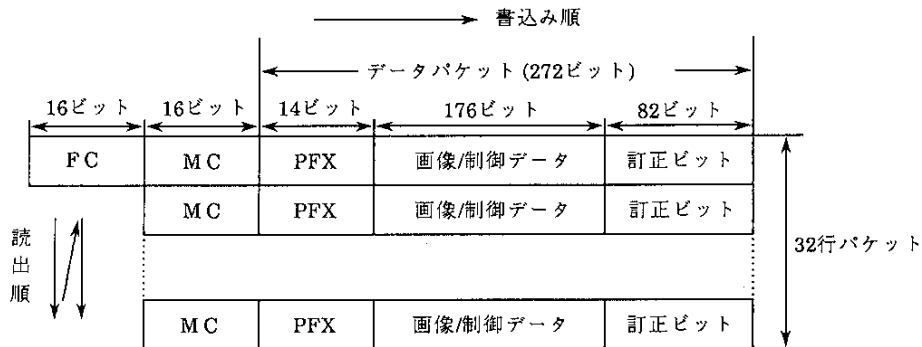 書込み順
データパケット(272ビット)
16ビット 16ビット 14ビット 176ビット 82ビット
FC MC PFX 画像/制御データ 訂正ビット
MC PFX 画像/制御データ 訂正ビット
読出順
32行パケット
MC PFX 画像/制御データ 訂正ビット